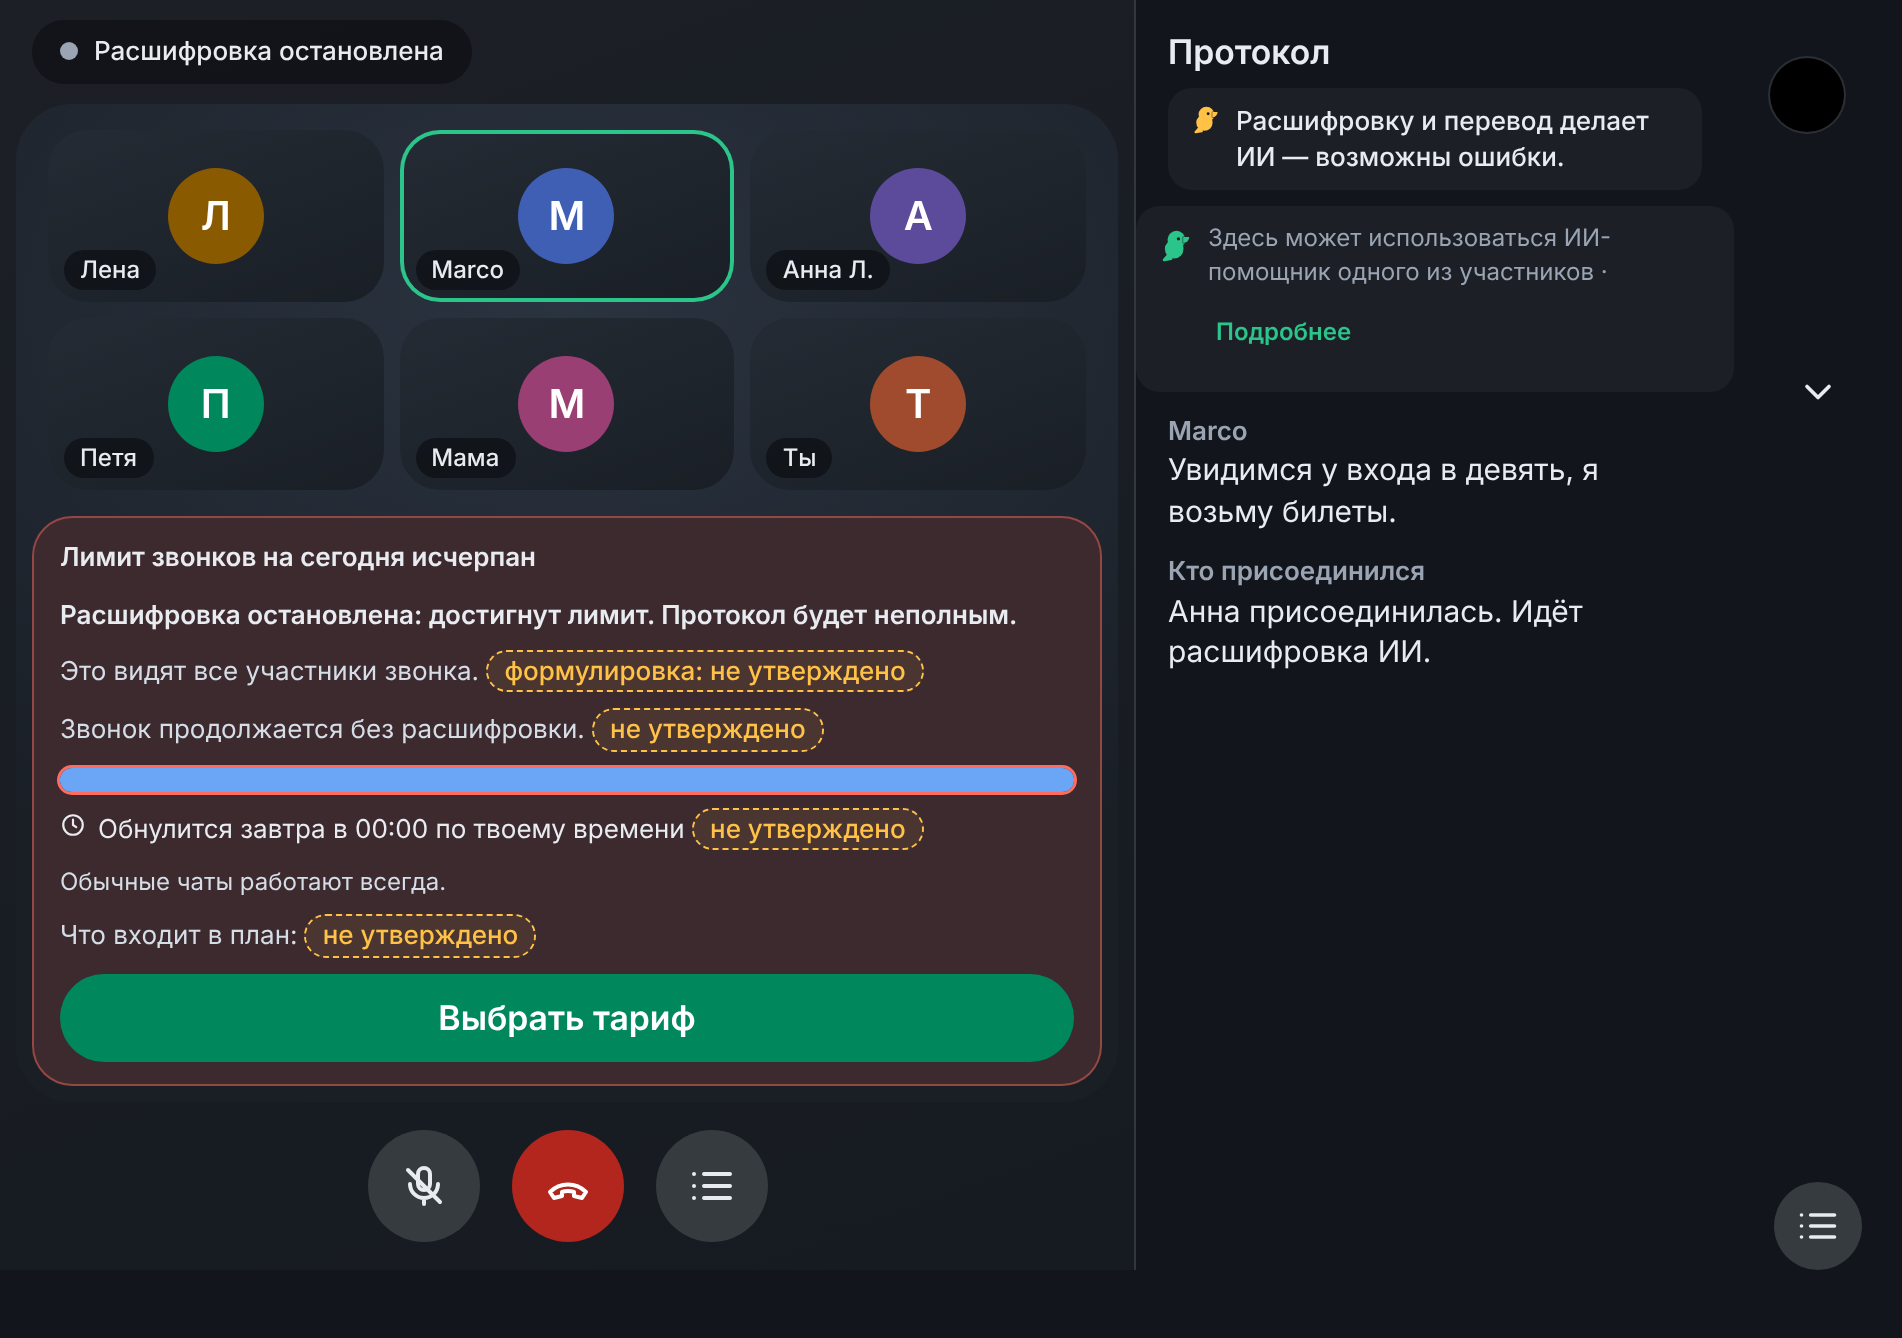 Расшифровка остановлена
Л
Лена
М
Marco
А
Анна Л.
П
Петя
М
Мама
Т
Ты
Лимит звонков на сегодня исчерпан
Расшифровка остановлена: достигнут лимит. Протокол будет неполным.
Это видят все участники звонка. формулировка: не утверждено
Звонок продолжается без расшифровки. не утверждено
Обнулится завтра в 00:00 по твоему времени не утверждено
Обычные чаты работают всегда.
Что входит в план: не утверждено
Выбрать тариф
Протокол
Расшифровку и перевод делает
ИИ — возможны ошибки.
Здесь может использоваться ИИ-
помощник одного из участников ·
Подробнее
Marco
Увидимся у входа в девять, я
возьму билеты.
Кто присоединился
Анна присоединилась. Идёт
расшифровка ИИ.